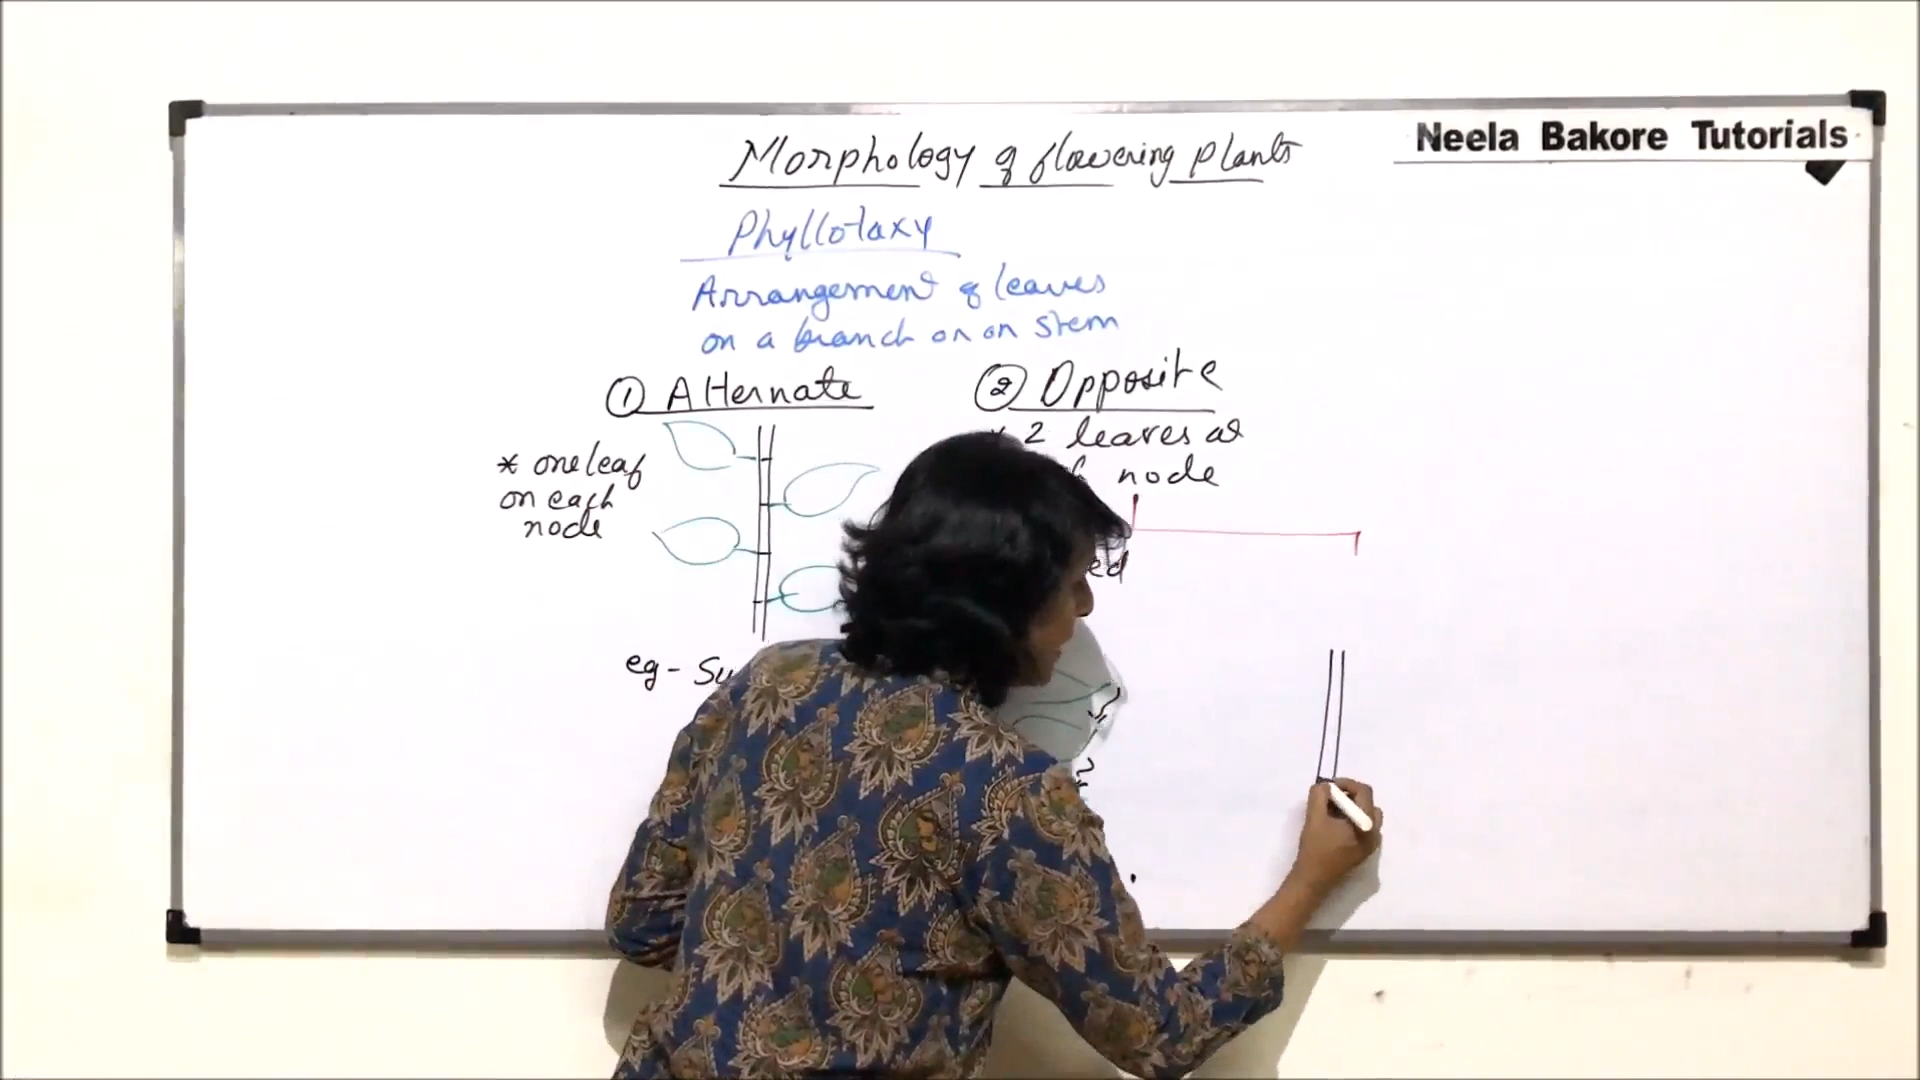 Neela Bakore Tutorials
Morphology of flowering plants
Phyllotaxy
Arrangement of leaves
on a branch or on stem
① Alternate
* one leaf
on each
node
eg -
② Opposite
2 leaves at
node